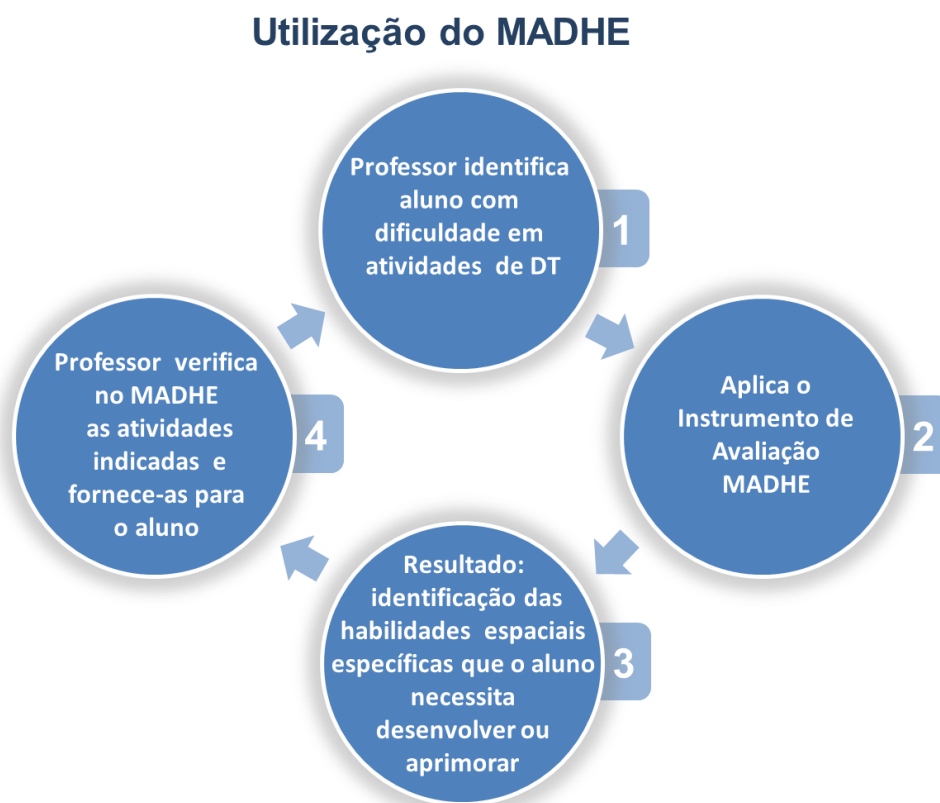 Utilização do MADHE
Professor identifica
aluno com
dificuldade em
atividades de DT
1
Aplica o
Instrumento de
Avaliação
MADHE
2
Resultado:
identificação das
habilidades espaciais
específicas que o aluno
necessita
desenvolver ou
aprimorar
3
Professor verifica
no MADHE
as atividades
indicadas e
fornece-as para
o aluno
4